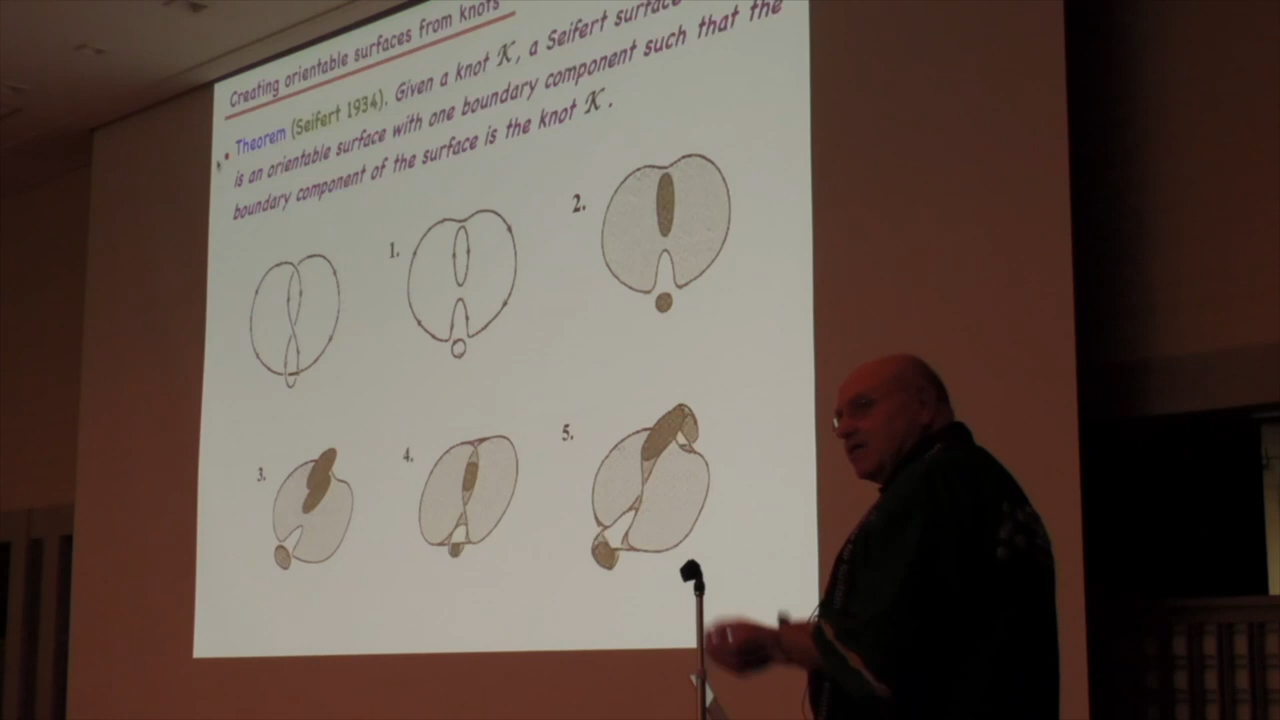 Creating orientable surfaces from knots
• Theorem (Seifert 1934). Given a knot K, a Seifert surface
is an orientable surface with one boundary component such that the
boundary component of the surface is the knot K.
1.
2.
3.
4.
5.